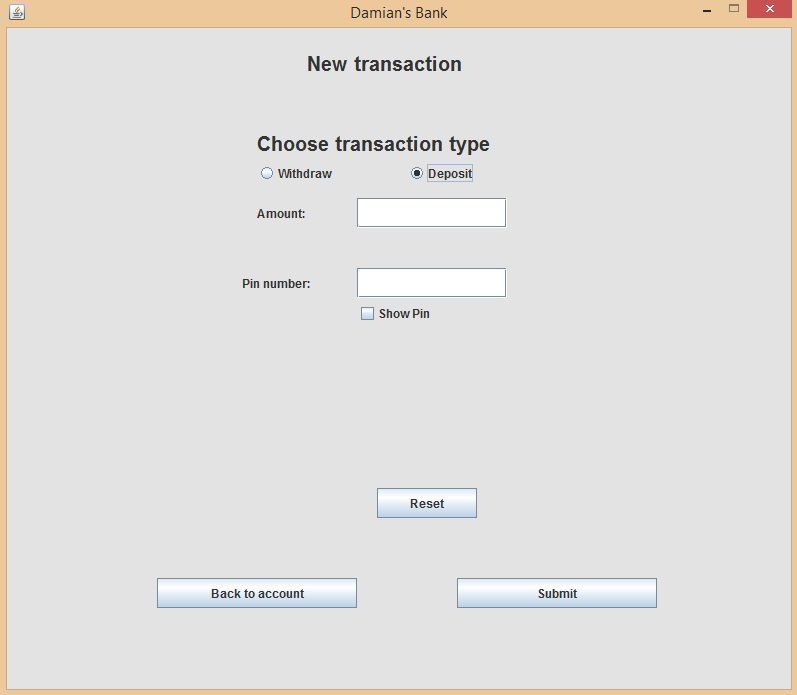 Damian's Bank
New transaction
Choose transaction type
Withdraw Deposit
Amount:
Pin number:
Show Pin
Reset
Back to account Submit